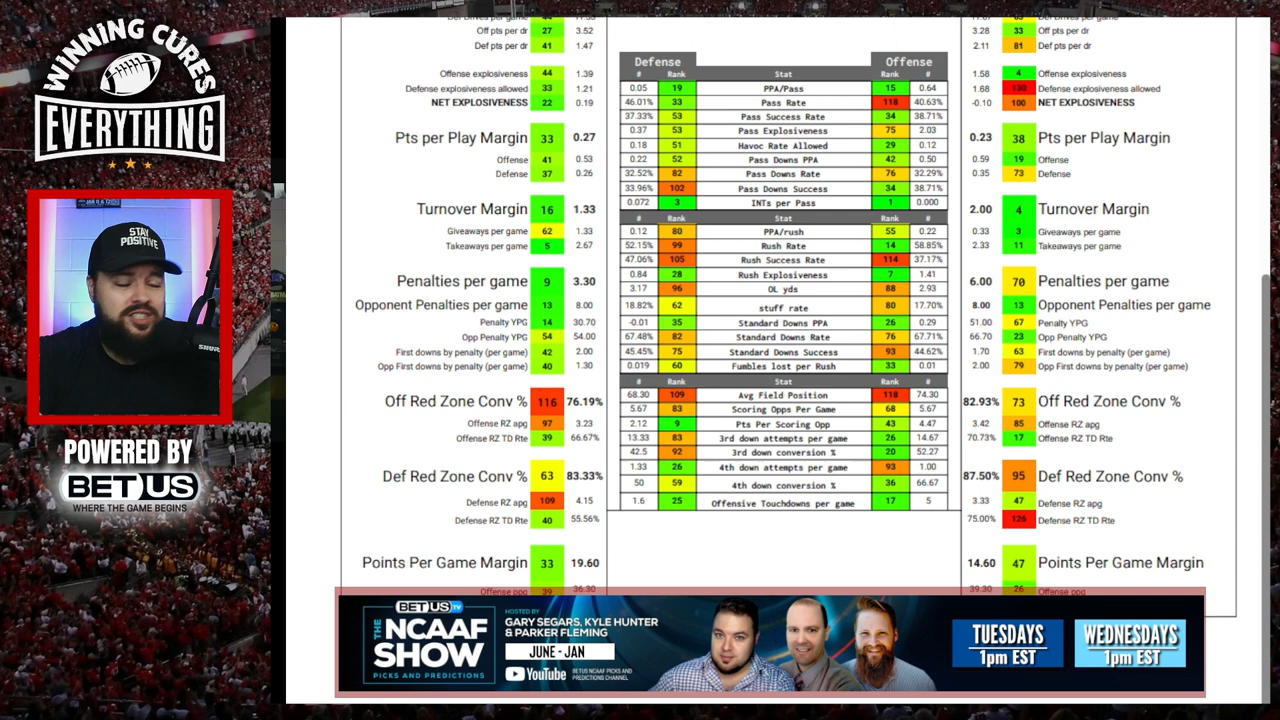 WINNING CURES
EVERYTHING
STAY
POSITIVE
SHURE
POWERED BY
BETUS
WHERE THE GAME BEGINS
Off pts per dr 27 3.52
Def pts per dr 41 1.47
Offense explosiveness 44 1.39
Defense explosiveness allowed 33 1.21
NET EXPLOSIVENESS 22 0.19
Pts per Play Margin 33 0.27
Offense 41 0.53
Defense 37 0.26
Turnover Margin 16 1.33
Giveaways per game 62 1.33
Takeaways per game 5 2.67
Penalties per game 9 3.30
Opponent Penalties per game 13 8.00
Penalty YPG 14 30.70
Opp Penalty YPG 54 54.00
First downs by penalty (per game) 42 2.00
Opp First downs by penalty (per game) 40 1.30
Off Red Zone Conv % 116 76.19%
Offense RZ apg 97 3.23
Offense RZ TD Rte 39 66.67%
Def Red Zone Conv % 63 83.33%
Defense RZ apg 109 4.15
Defense RZ TD Rte 40 55.56%
Points Per Game Margin 33 19.60
Offense ppg 39 36.30
Defense Offense
# Rank Stat Rank #
0.05 19 PPA/Pass 15 0.64
46.01% 33 Pass Rate 118 40.63%
37.33% 53 Pass Success Rate 34 38.71%
0.37 53 Pass Explosiveness 75 2.03
0.18 51 Havoc Rate Allowed 29 0.12
0.22 52 Pass Downs PPA 42 0.50
32.52% 82 Pass Downs Rate 76 32.29%
33.96% 102 Pass Downs Success 34 38.71%
0.072 3 INTs per Pass 1 0.000
# Rank Stat Rank #
0.12 80 PPA/rush 55 0.22
52.15% 99 Rush Rate 14 58.85%
47.06% 105 Rush Success Rate 114 37.17%
0.84 28 Rush Explosiveness 7 1.41
3.17 96 OL yds 88 2.93
18.82% 62 stuff rate 80 17.70%
-0.01 35 Standard Downs PPA 26 0.29
67.48% 82 Standard Downs Rate 76 67.71%
45.45% 75 Standard Downs Success 93 44.62%
0.019 60 Fumbles lost per Rush 33 0.01
# Rank Stat Rank #
68.30 109 Avg Field Position 118 74.30
5.67 83 Scoring Opps Per Game 68 5.67
2.12 9 Pts Per Scoring Opp 43 4.47
13.33 83 3rd down attempts per game 26 14.67
42.5 92 3rd down conversion % 20 52.27
1.33 26 4th down attempts per game 93 1.00
50 59 4th down conversion % 36 66.67
1.6 25 Offensive Touchdowns per game 17 5
3.28 33 Off pts per dr
2.11 81 Def pts per dr
1.58 4 Offense explosiveness
1.68 130 Defense explosiveness allowed
-0.10 100 NET EXPLOSIVENESS
0.23 38 Pts per Play Margin
0.59 19 Offense
0.35 73 Defense
2.00 4 Turnover Margin
0.33 3 Giveaways per game
2.33 11 Takeaways per game
6.00 70 Penalties per game
8.00 13 Opponent Penalties per game
51.00 67 Penalty YPG
66.70 23 Opp Penalty YPG
1.70 63 First downs by penalty (per game)
2.00 79 Opp First downs by penalty (per game)
82.93% 73 Off Red Zone Conv %
3.42 85 Offense RZ apg
70.73% 17 Offense RZ TD Rte
87.50% 95 Def Red Zone Conv %
3.33 47 Defense RZ apg
75.00% 126 Defense RZ TD Rte
14.60 47 Points Per Game Margin
39.30 26 Offense ppg
BETUS TV
THE NCAAF
SHOW
PICKS AND PREDICTIONS
HOSTED BY
GARY SEGARS, KYLE HUNTER
& PARKER FLEMING
JUNE - JAN
YouTube
BETUS NCAAF PICKS AND
PREDICTIONS CHANNEL
TUESDAYS
1pm EST
WEDNESDAYS
1pm EST